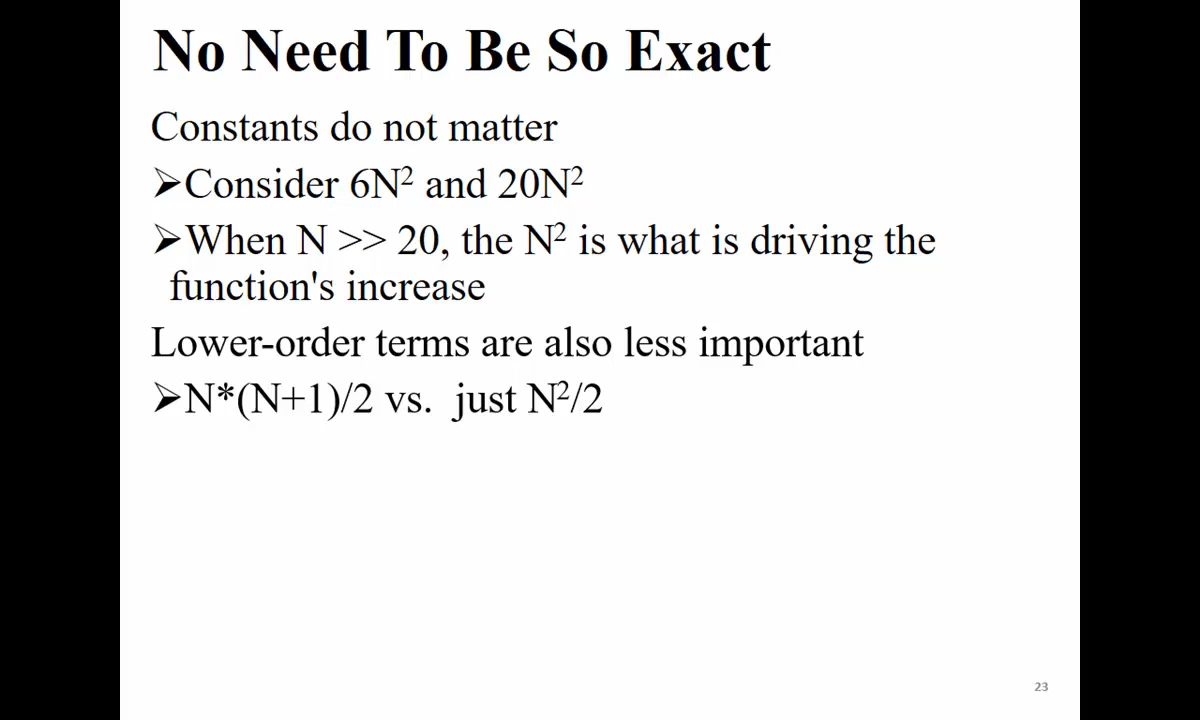 No Need To Be So Exact
Constants do not matter
➢Consider 6N² and 20N²
➢When N >> 20, the N² is what is driving the
function's increase
Lower-order terms are also less important
➢N*(N+1)/2 vs.  just N²/2
23